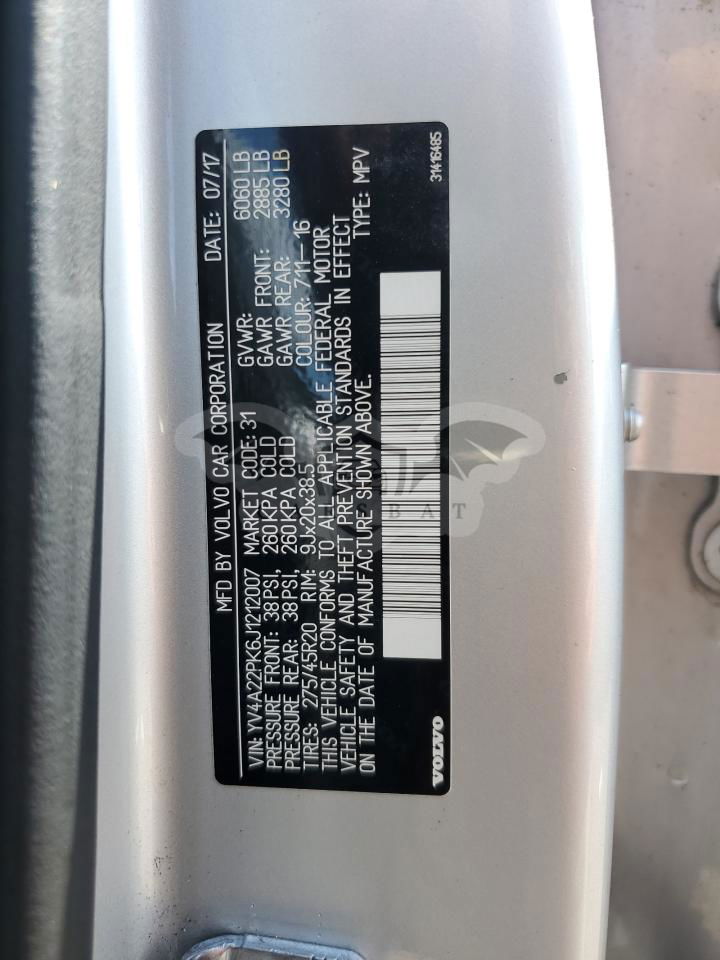 MFD BY VOLVO CAR CORPORATION DATE: 07/17
VIN: YV4A22PK6J1212007 MARKET CODE: 31 GVWR: 6060 LB
PRESSURE FRONT: 38 PSI, 260 KPA COLD GAWR FRONT: 2885 LB
PRESSURE REAR: 38 PSI, 260 KPA COLD GAWR REAR: 3280 LB
TIRES: 275/45R20 RIM: 9Jx20x38.5 COLOUR: 711—16
THIS VEHICLE CONFORMS TO ALL APPLICABLE FEDERAL MOTOR
VEHICLE SAFETY AND THEFT PREVENTION STANDARDS IN EFFECT
ON THE DATE OF MANUFACTURE SHOWN ABOVE. TYPE: MPV
VOLVO 31416485